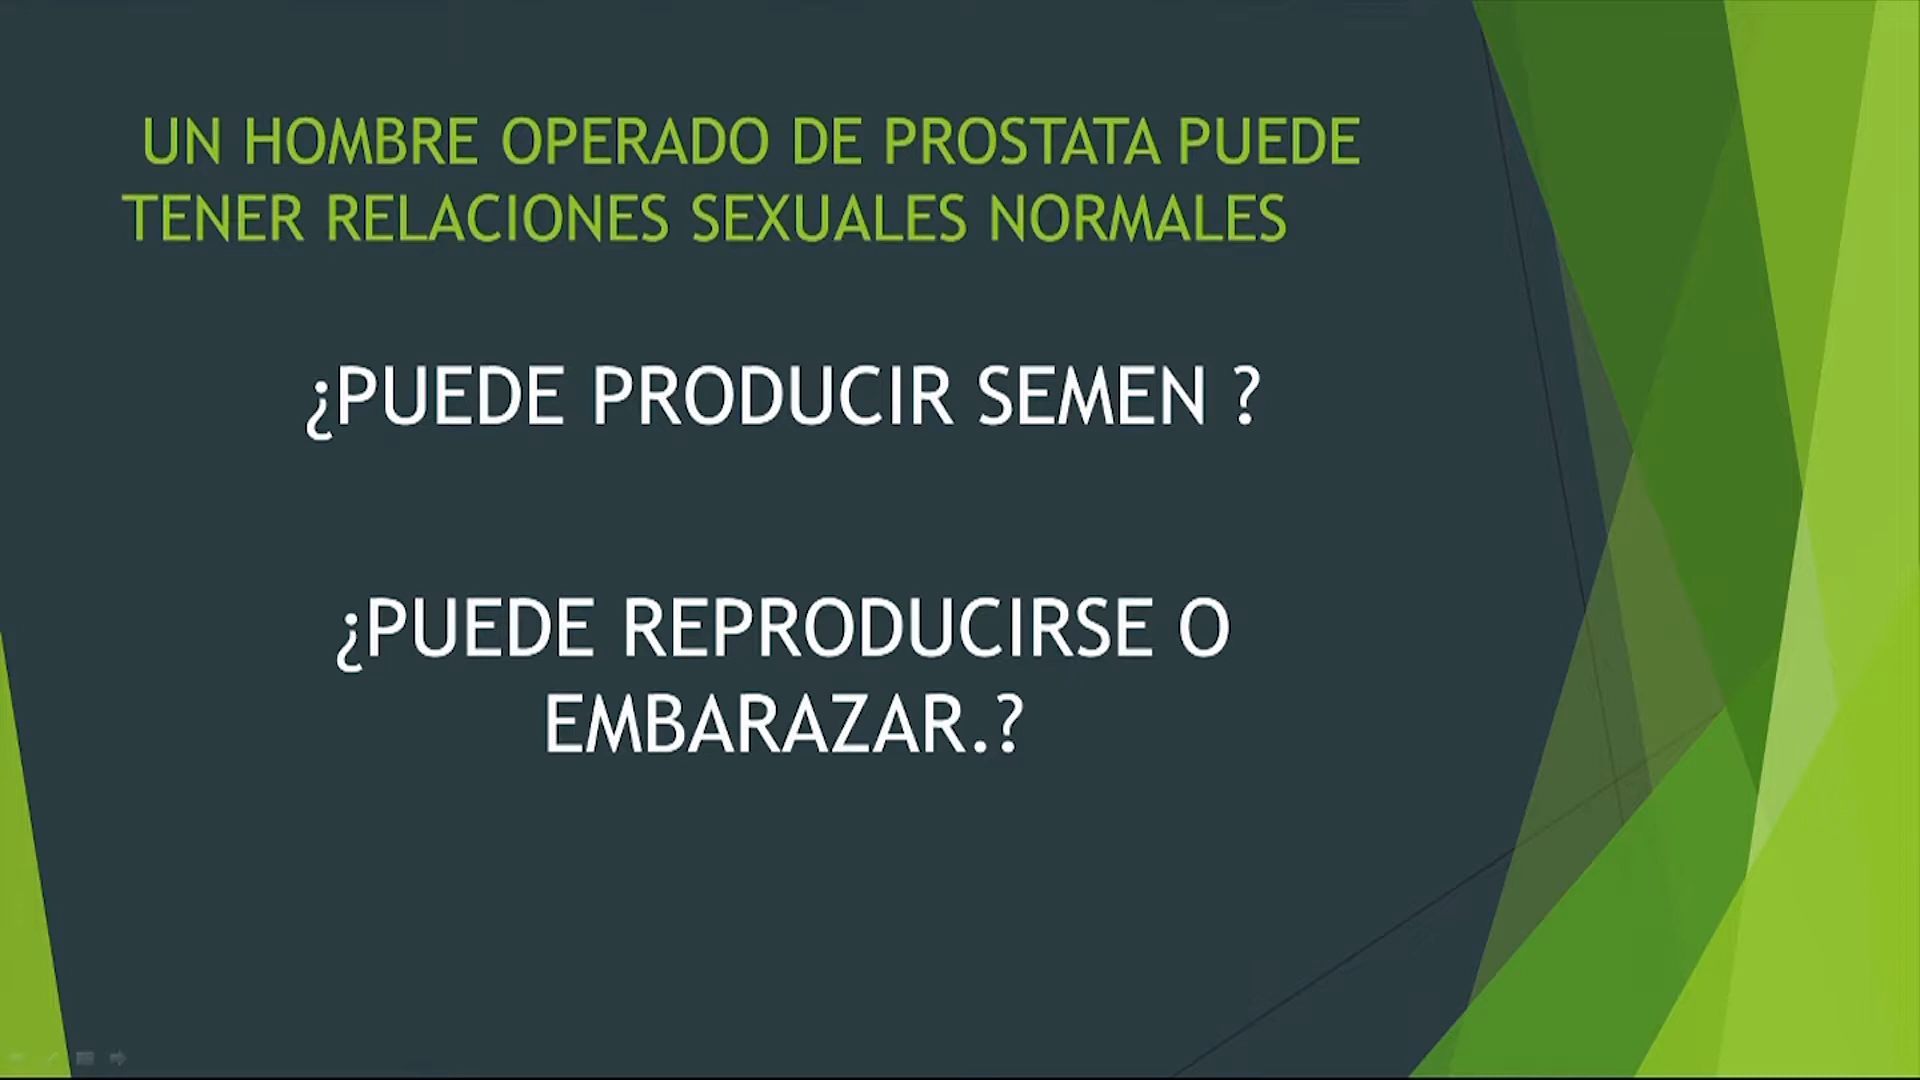 UN HOMBRE OPERADO DE PROSTATA PUEDE
TENER RELACIONES SEXUALES NORMALES
¿PUEDE PRODUCIR SEMEN ?
¿PUEDE REPRODUCIRSE O
EMBARAZAR.?